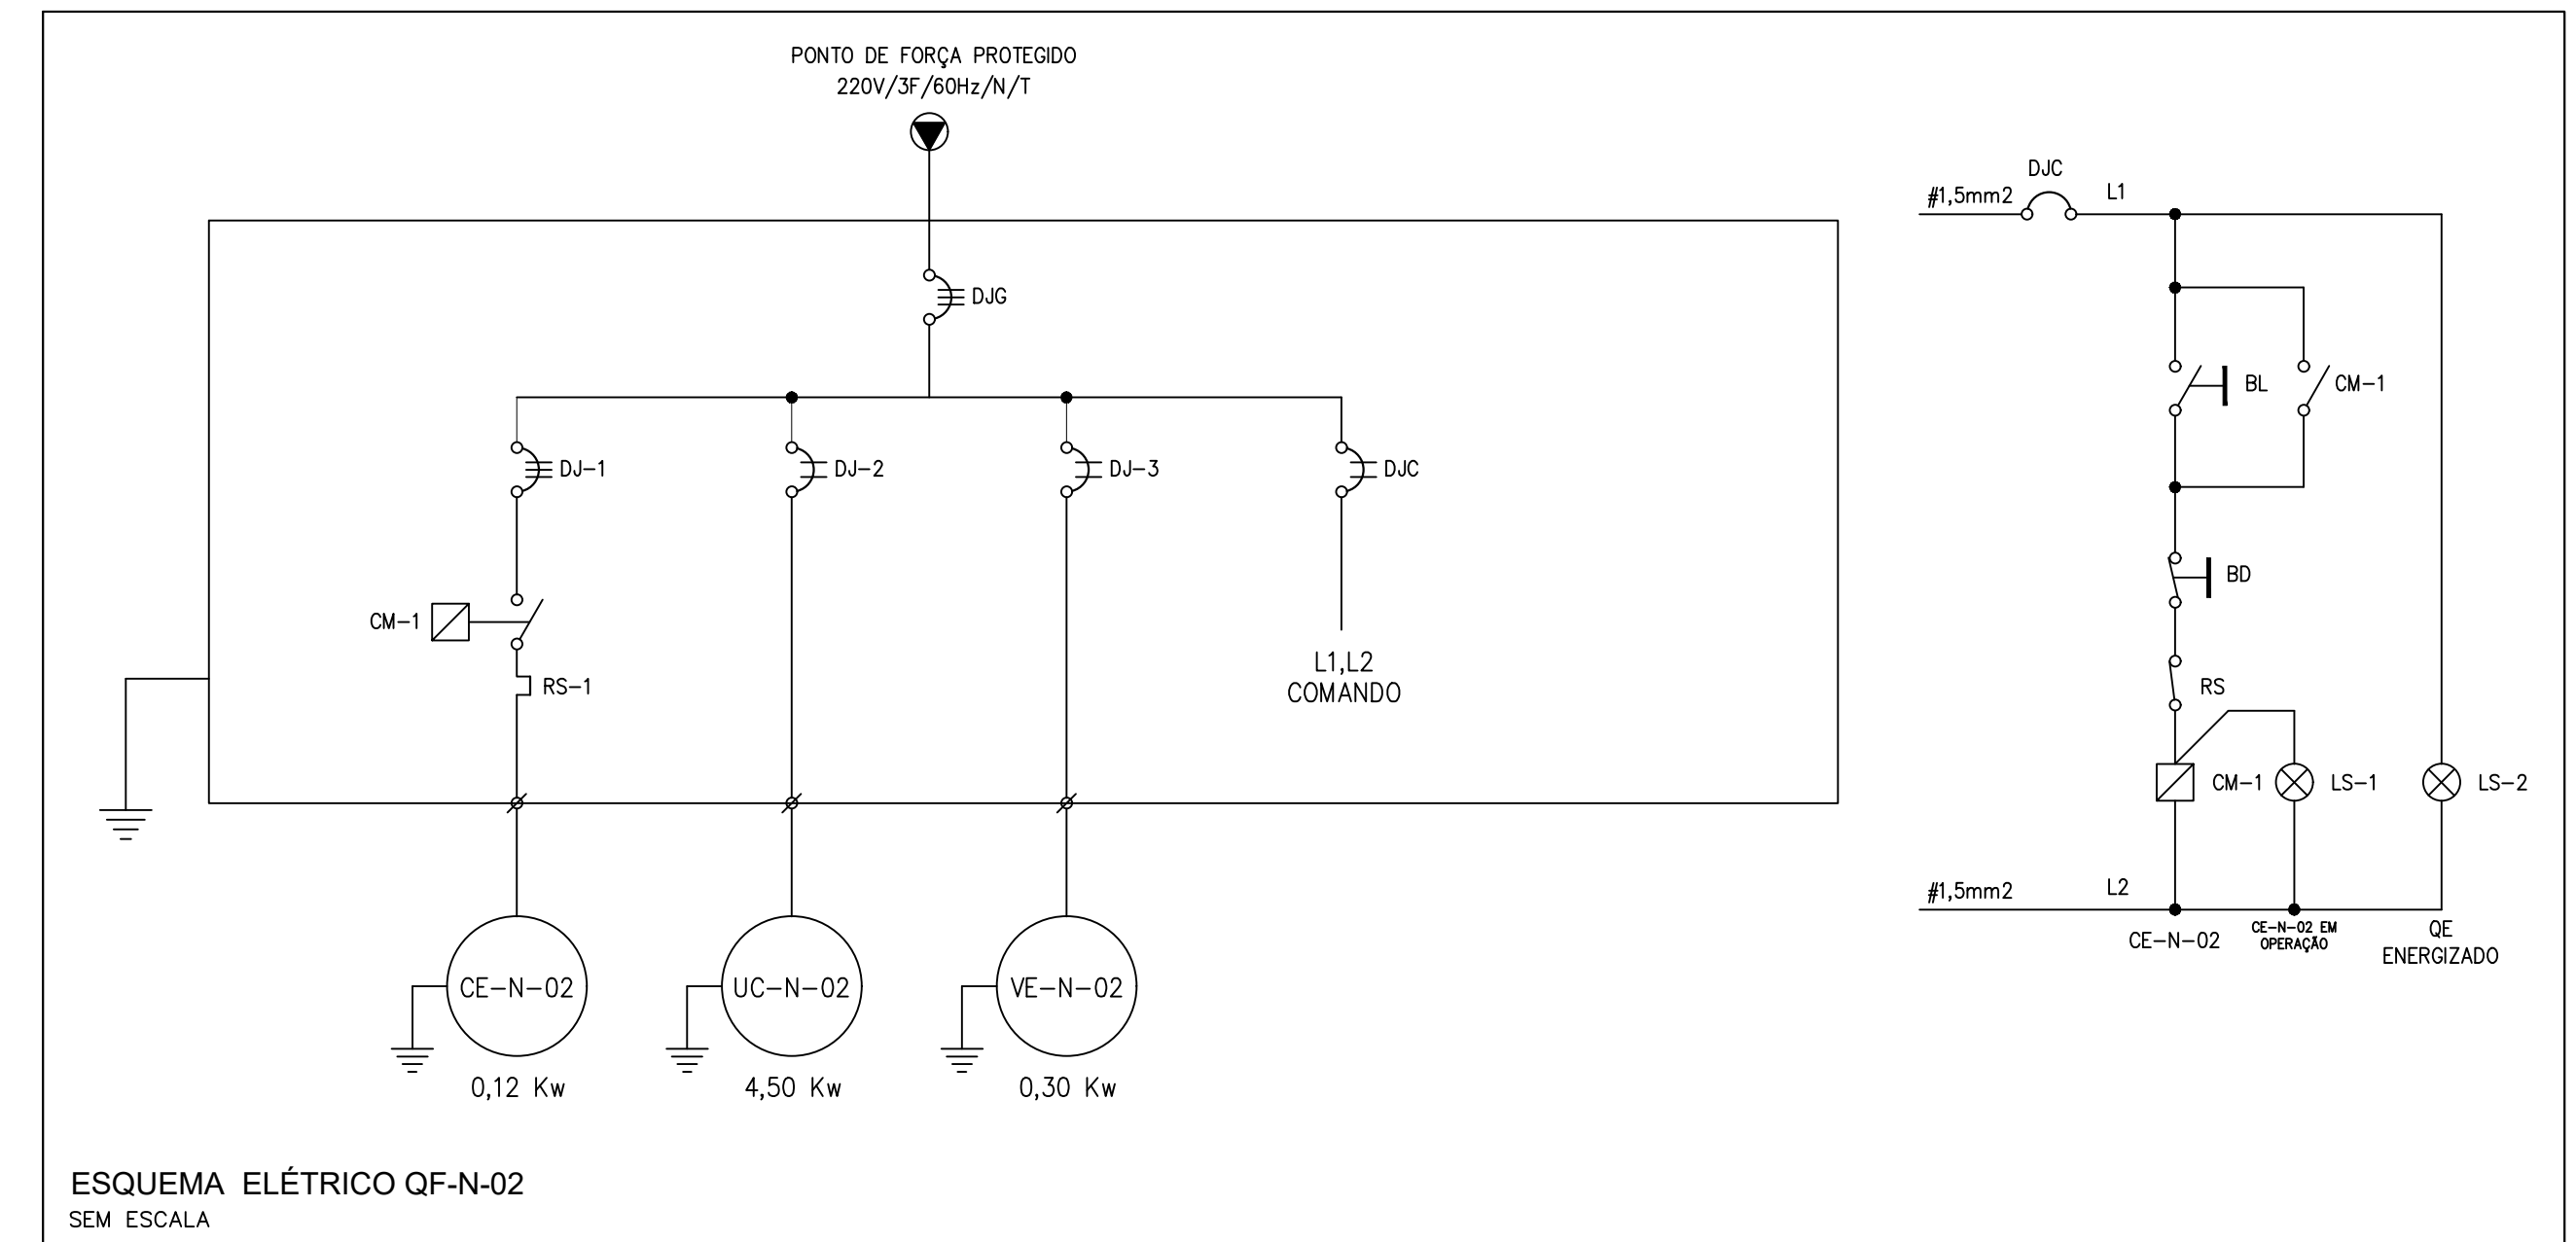 PONTO DE FORÇA PROTEGIDO
220V/3F/60Hz/N/T
DJG
DJ-1
DJ-2
DJ-3
DJC
CM-1
RS-1
L1,L2
COMANDO
CE-N-02
UC-N-02
VE-N-02
0,12 Kw
4,50 Kw
0,30 Kw
DJC
#1,5mm2
L1
BL
CM-1
BD
RS
CM-1
LS-1
LS-2
#1,5mm2
L2
CE-N-02
CE-N-02 EM
OPERAÇÃO
QE
ENERGIZADO
ESQUEMA ELÉTRICO QF-N-02
SEM ESCALA